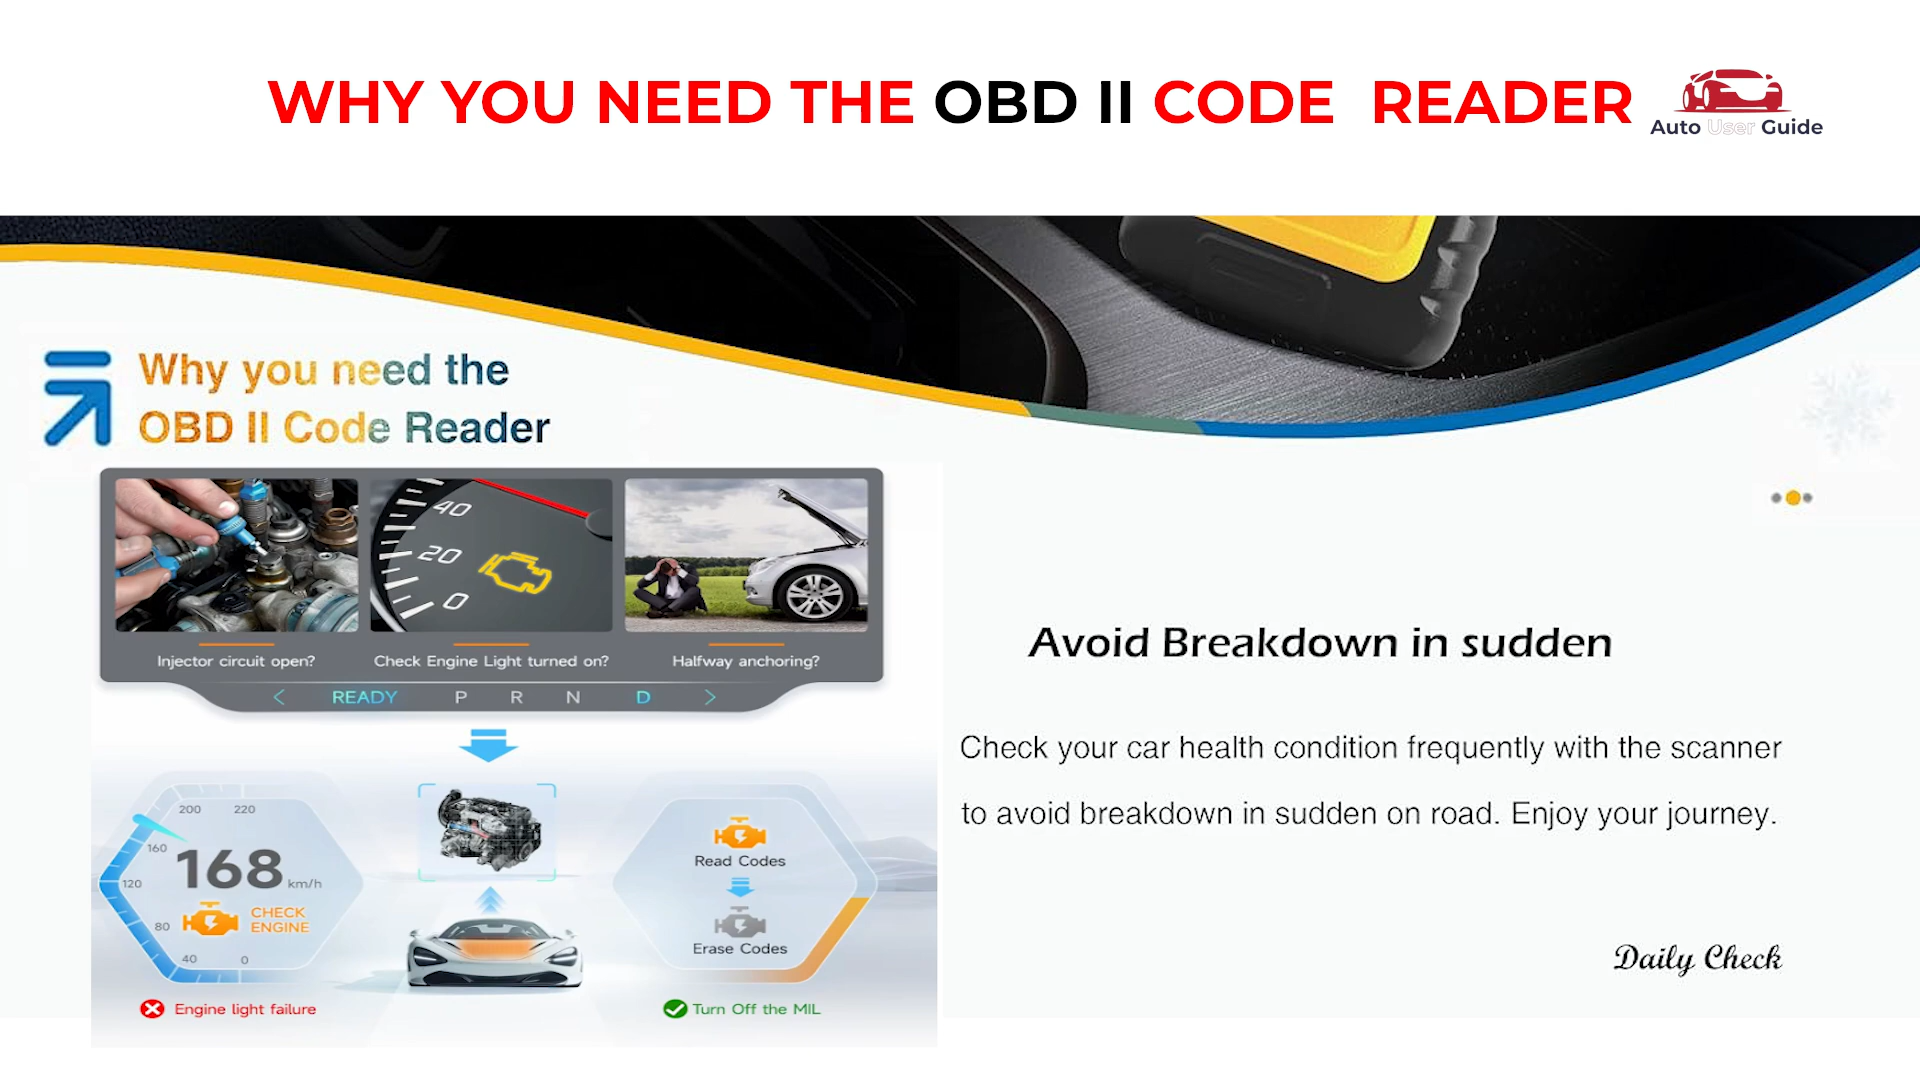 WHY YOU NEED THE OBD II CODE READER
Auto User Guide
Why you need the
OBD II Code Reader
40
20
0
Injector circuit open?
Check Engine Light turned on?
Halfway anchoring?
< READY P R N D >
Avoid Breakdown in sudden
Check your car health condition frequently with the scanner
to avoid breakdown in sudden on road. Enjoy your journey.
Daily Check
200 220
160
168 km/h
120
CHECK
ENGINE
80
40 0
Read Codes
Erase Codes
Engine light failure
Turn Off the MIL